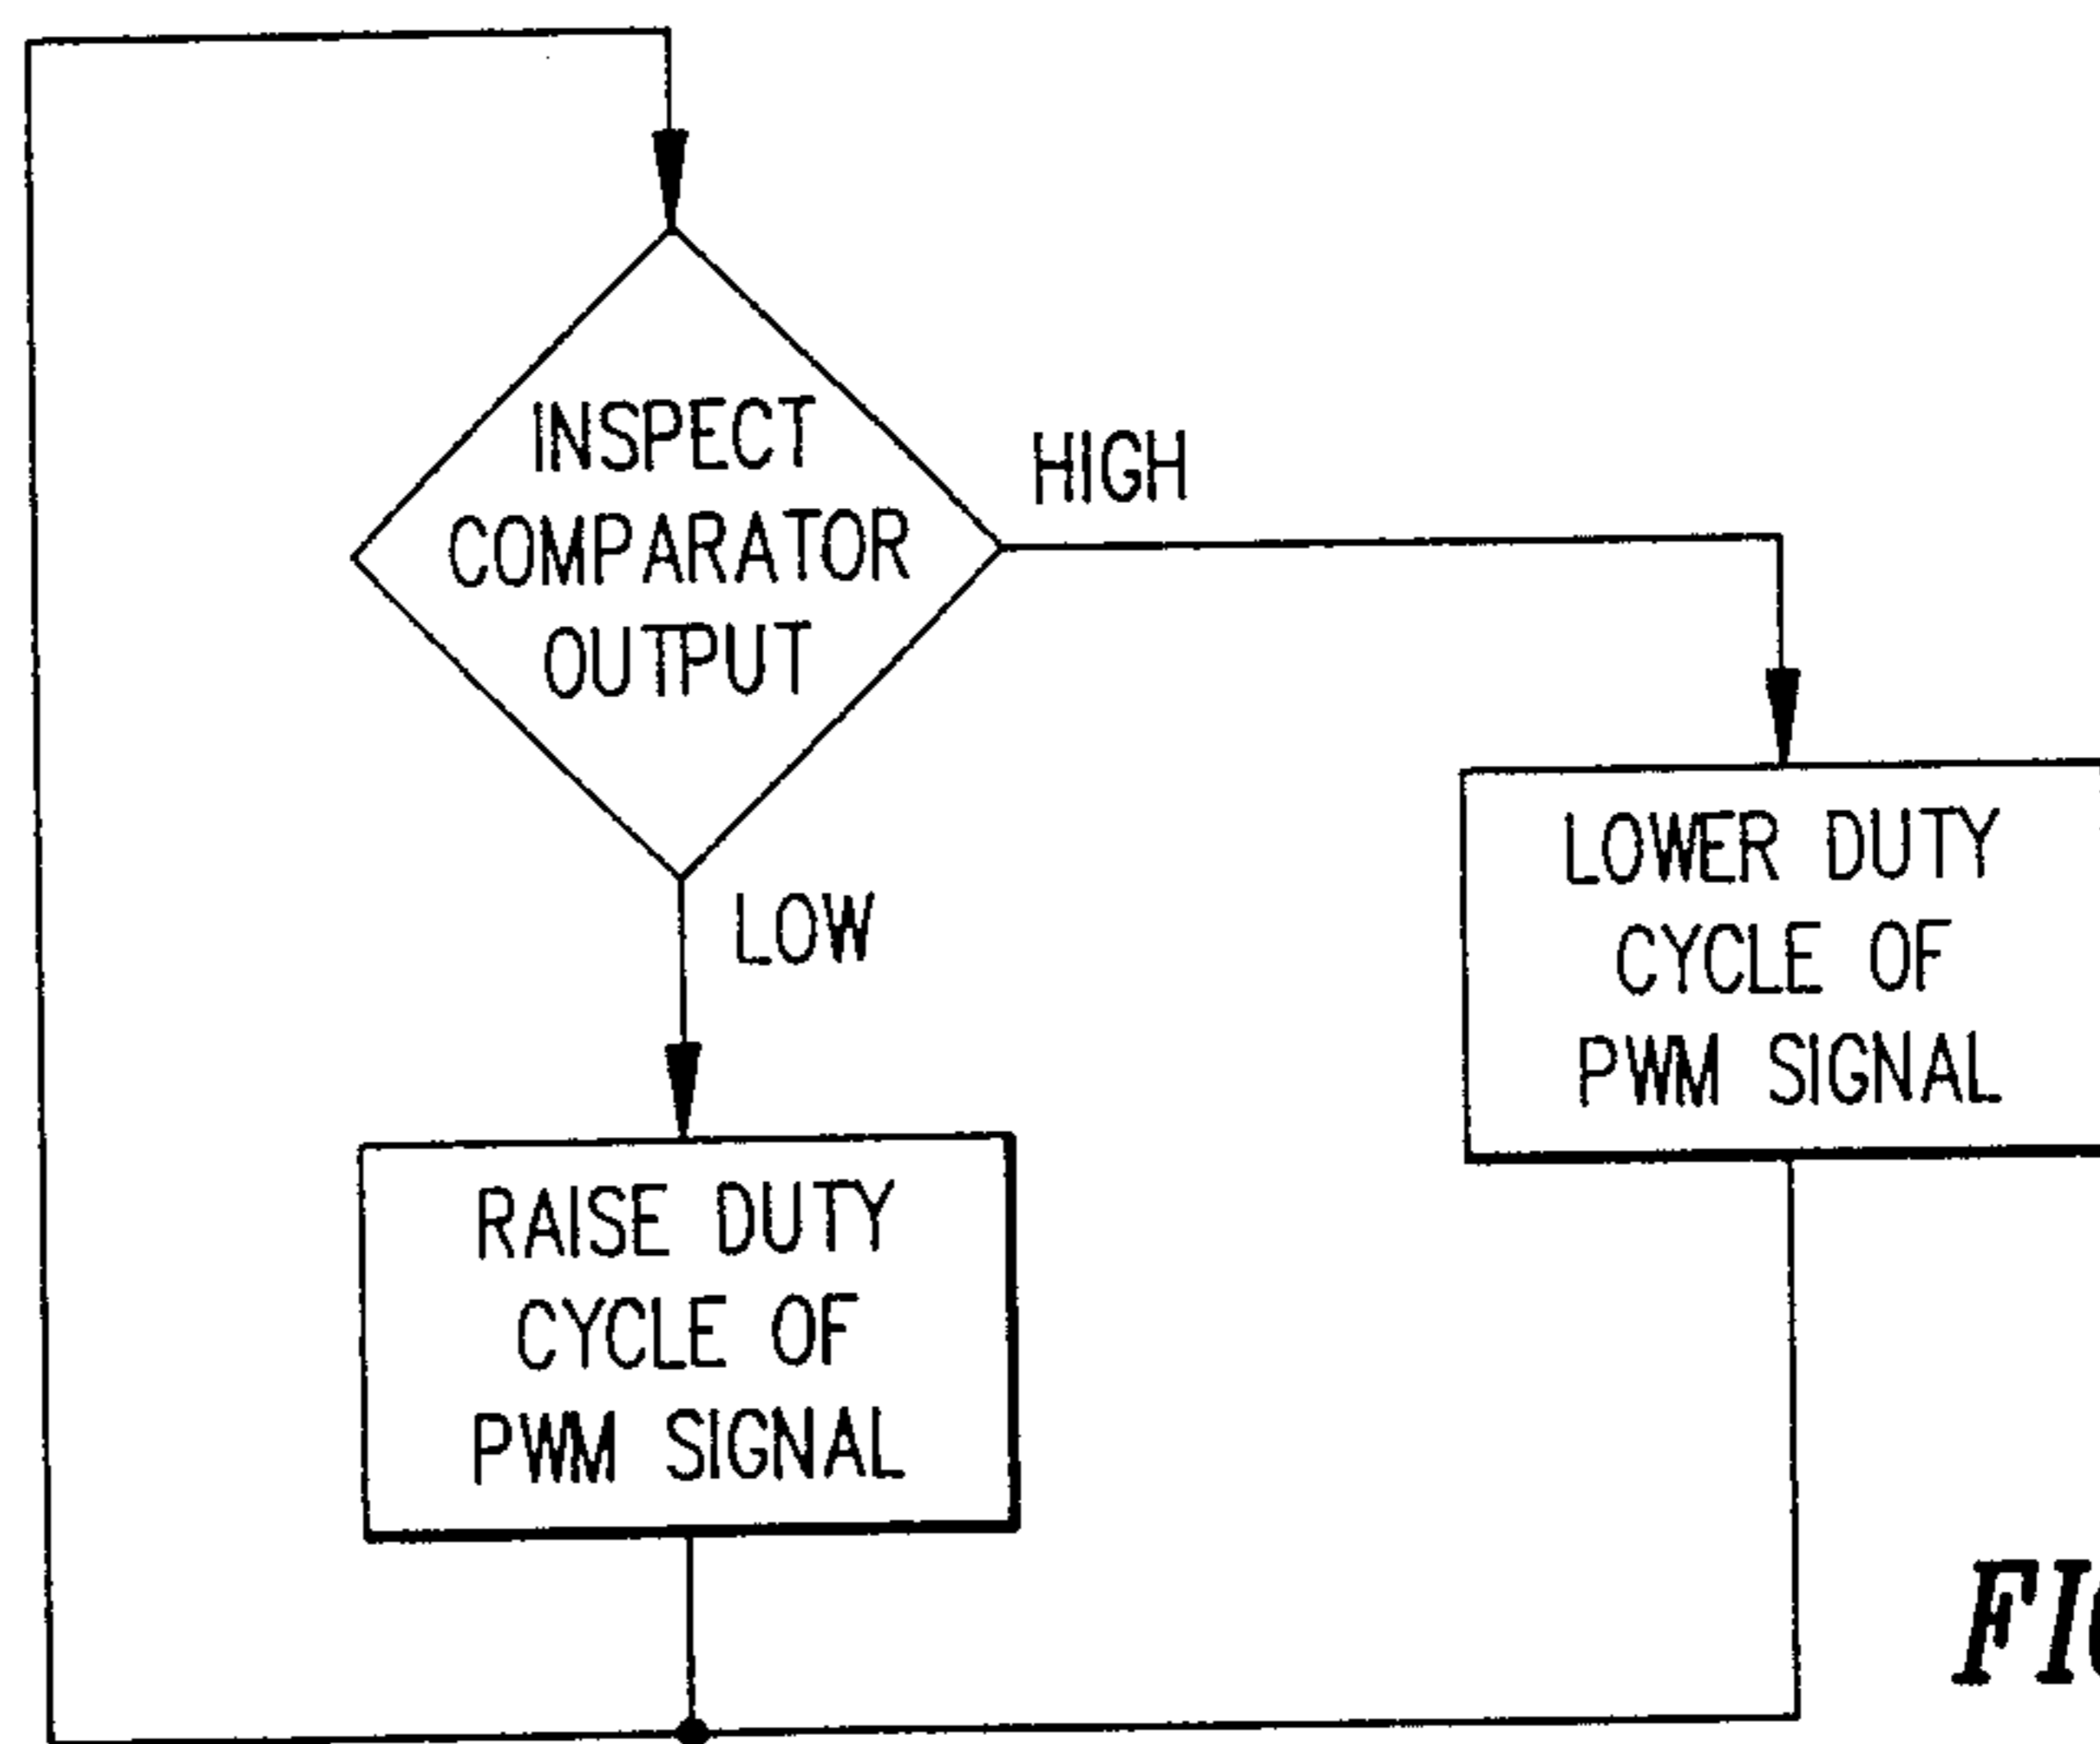 INSPECT
COMPARATOR
OUTPUT
HIGH
LOWER DUTY
CYCLE OF
PWM SIGNAL
LOW
RAISE DUTY
CYCLE OF
PWM SIGNAL